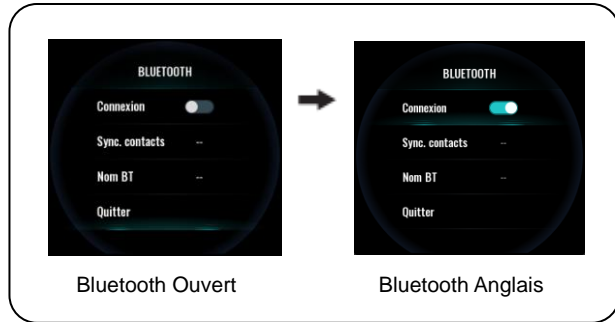 BLUETOOTH
Connexion
Sync. contacts --
Nom BT --
Quitter
BLUETOOTH
Connexion
Sync. contacts --
Nom BT --
Quitter
Bluetooth Ouvert
Bluetooth Anglais